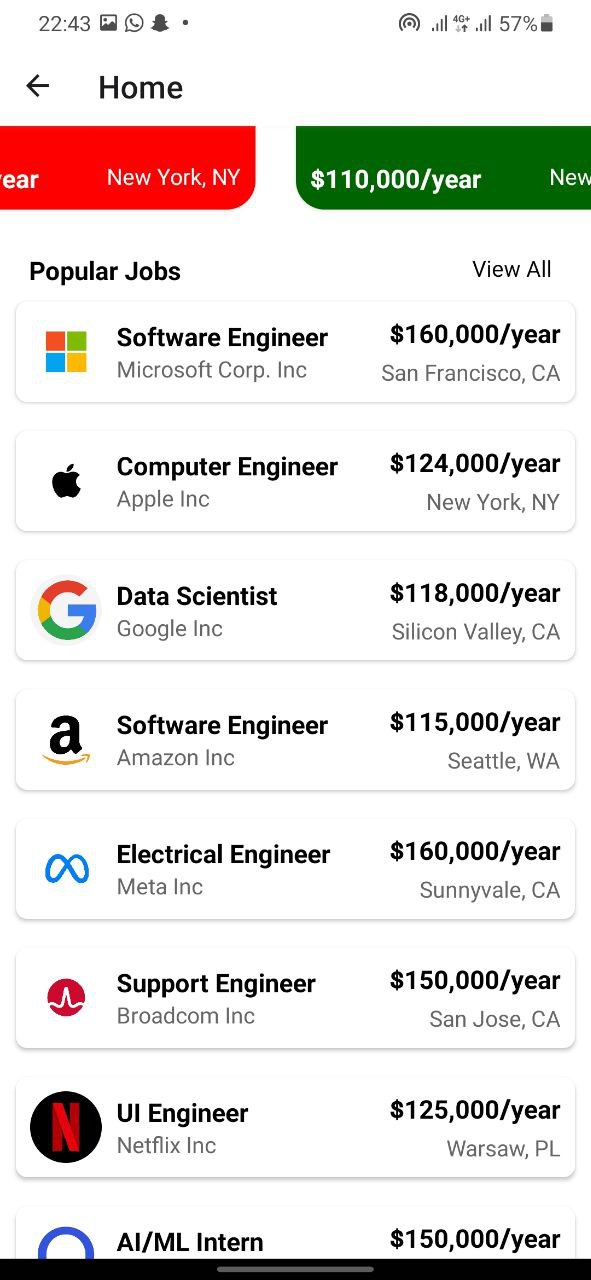 22:43 4G+ 57%
Home
ear New York, NY $110,000/year New
Popular Jobs View All
Software Engineer $160,000/year
Microsoft Corp. Inc San Francisco, CA
Computer Engineer $124,000/year
Apple Inc New York, NY
Data Scientist $118,000/year
Google Inc Silicon Valley, CA
Software Engineer $115,000/year
Amazon Inc Seattle, WA
Electrical Engineer $160,000/year
Meta Inc Sunnyvale, CA
Support Engineer $150,000/year
Broadcom Inc San Jose, CA
UI Engineer $125,000/year
Netflix Inc Warsaw, PL
AI/ML Intern $150,000/year